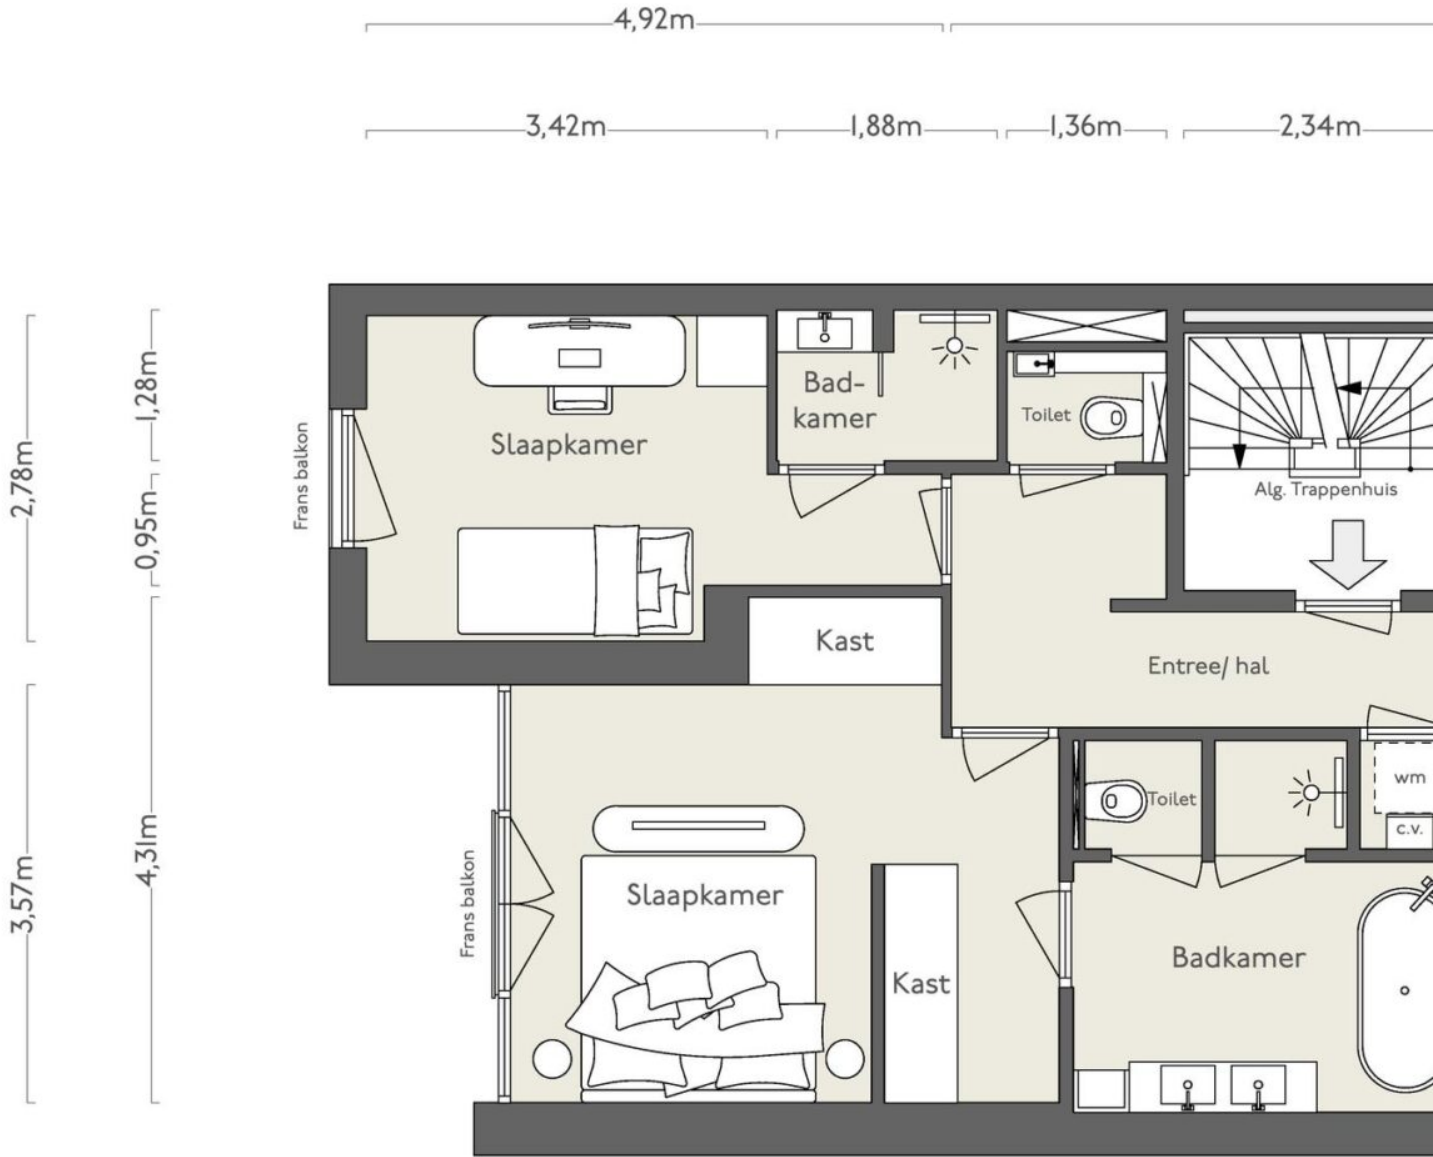 4,92m
3,42m
1,88m
1,36m
2,34m
2,78m
1,28m
0,95m
3,57m
4,31m
Frans balkon
Slaapkamer
Bad-
kamer
Toilet
Alg. Trappenhuis
Kast
Entree/ hal
Frans balkon
Slaapkamer
Kast
Toilet
wm
c.v.
Badkamer